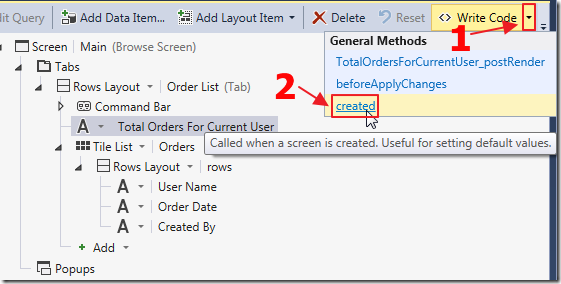 lit Query Add Data Item... Add Layout Item Delete Reset <> Write Code 1
Screen | Main (Browse Screen)
General Methods
Tabs
TotalOrdersForCurrentUser_postRender
Rows Layout | Order List (Tab)
beforeApplyChanges
Command Bar
2 created
A Total Orders For Current User
Called when a screen is created. Useful for setting default values.
Tile List | Orders
Rows Layout | rows
A User Name
A Order Date
A Created By
+ Add
Popups